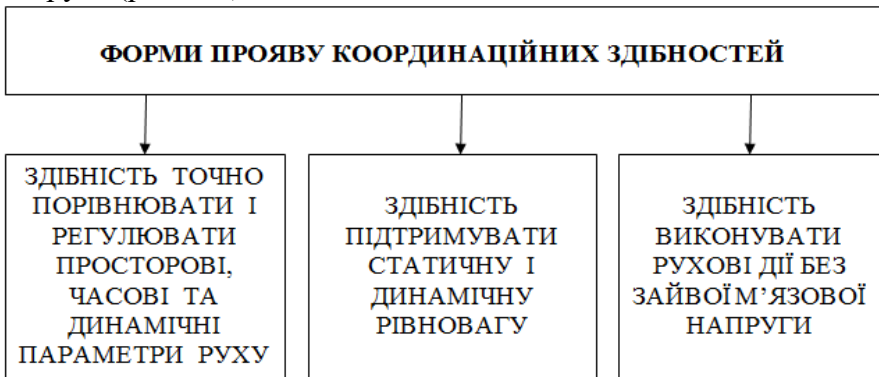 ФОРМИ ПРОЯВУ КООРДИНАЦІЙНИХ ЗДІБНОСТЕЙ
ЗДІБНІСТЬ ТОЧНО
ПОРІВНЮВАТИ І
РЕГУЛЮВАТИ
ПРОСТОРОВІ,
ЧАСОВІ ТА
ДИНАМІЧНІ
ПАРАМЕТРИ РУХУ
ЗДІБНІСТЬ
ПІДТРИМУВАТИ
СТАТИЧНУ І
ДИНАМІЧНУ
РІВНОВАГУ
ЗДІБНІСТЬ
ВИКОНУВАТИ
РУХОВІ ДІЇ БЕЗ
ЗАЙВОЇ М’ЯЗОВОЇ
НАПРУГИ